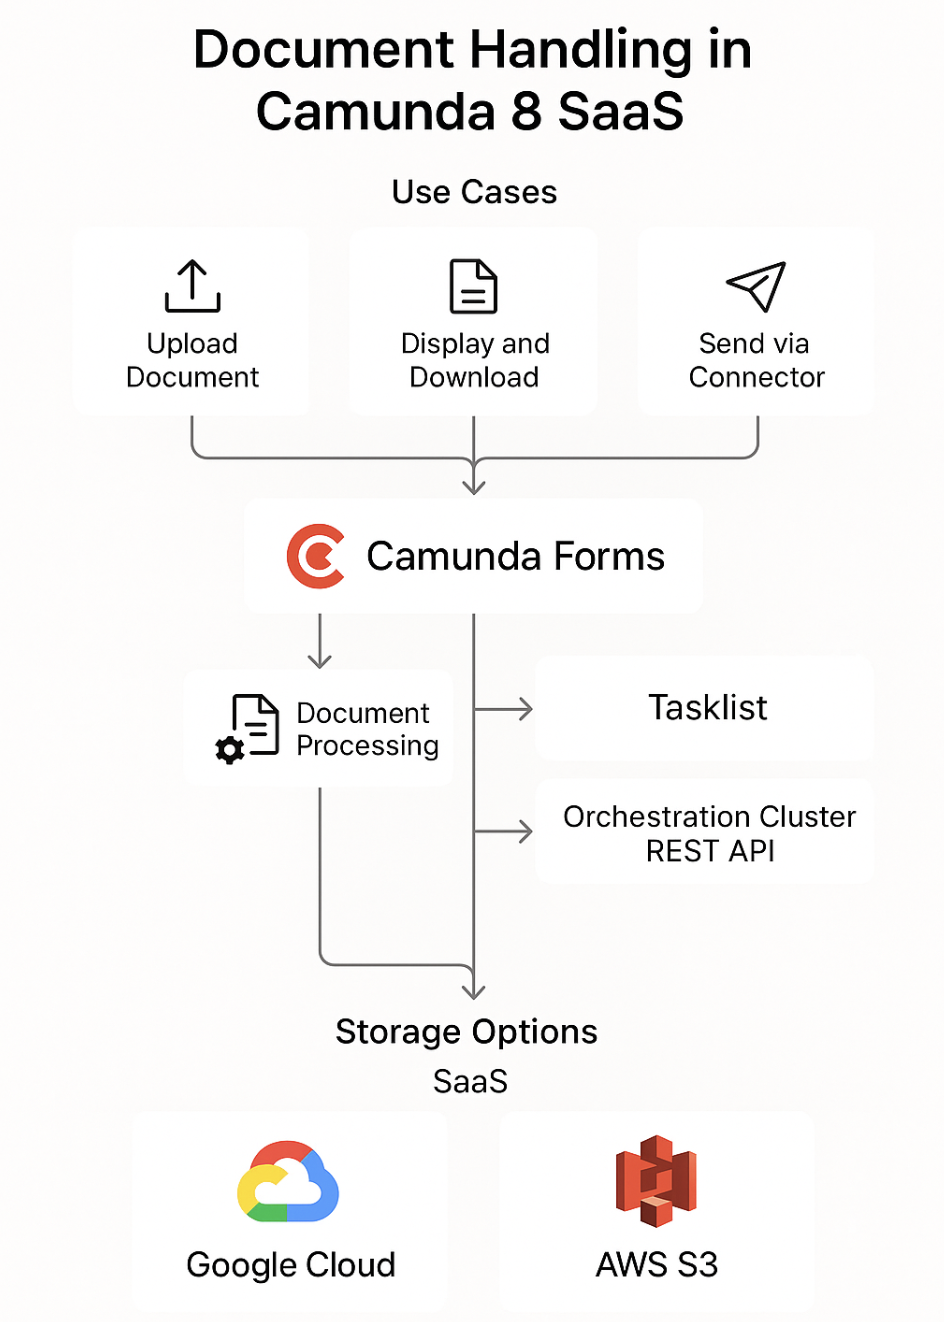 Document Handling in
Camunda 8 SaaS
Use Cases
Upload
Document
Display and
Download
Send via
Connector
Camunda Forms
Document
Processing
Tasklist
Orchestration Cluster
REST API
Storage Options
SaaS
Google Cloud
AWS S3